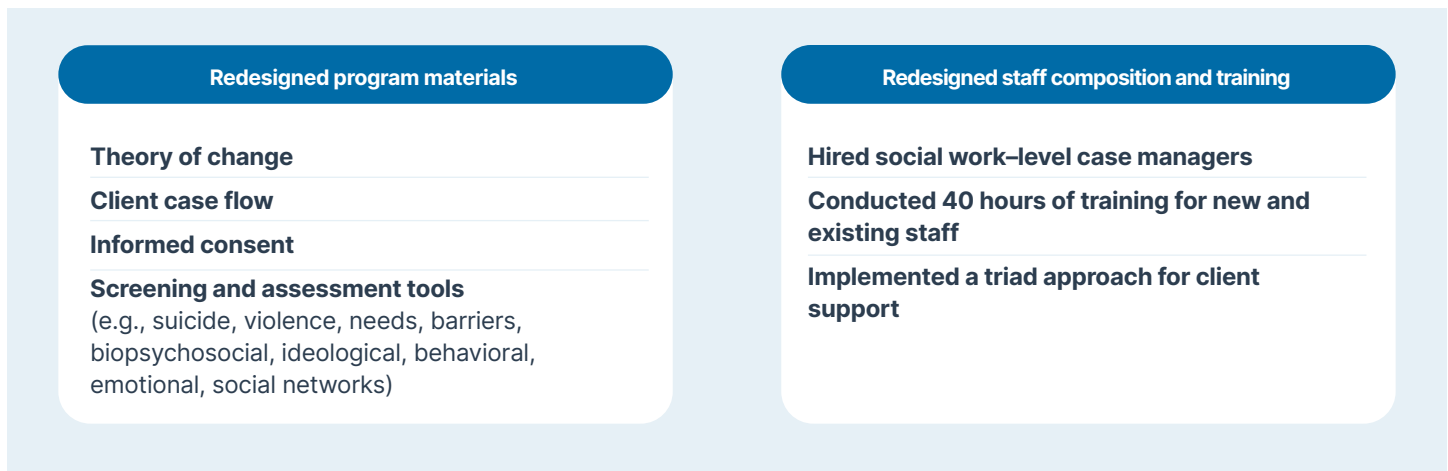 Redesigned program materials
Theory of change
Client case flow
Informed consent
Screening and assessment tools
(e.g., suicide, violence, needs, barriers,
biopsychosocial, ideological, behavioral,
emotional, social networks)
Redesigned staff composition and training
Hired social work–level case managers
Conducted 40 hours of training for new and
existing staff
Implemented a triad approach for client
support